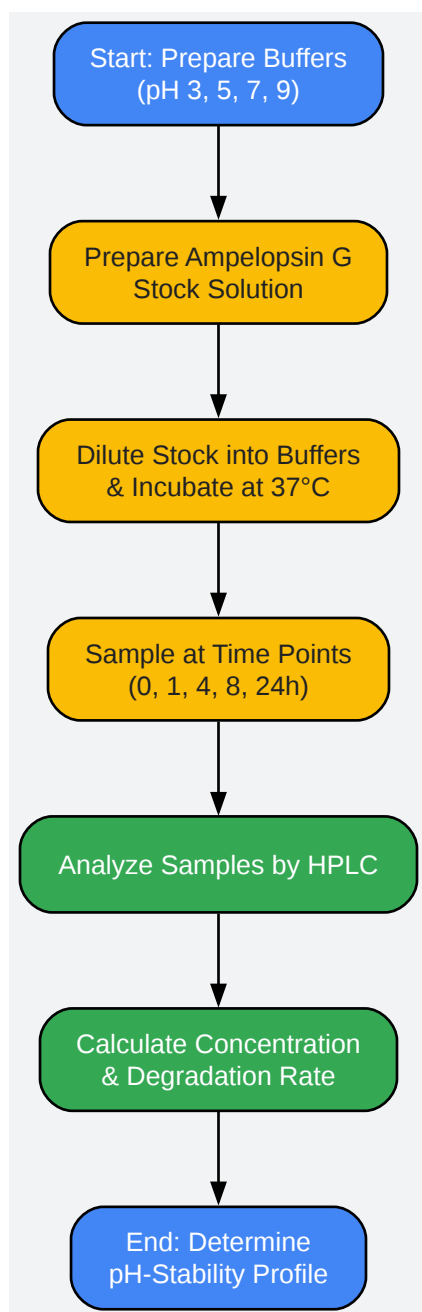 Start: Prepare Buffers
(pH 3, 5, 7, 9)
Prepare Ampelopsin G
Stock Solution
Dilute Stock into Buffers
& Incubate at 37°C
Sample at Time Points
(0, 1, 4, 8, 24h)
Analyze Samples by HPLC
Calculate Concentration
& Degradation Rate
End: Determine
pH-Stability Profile